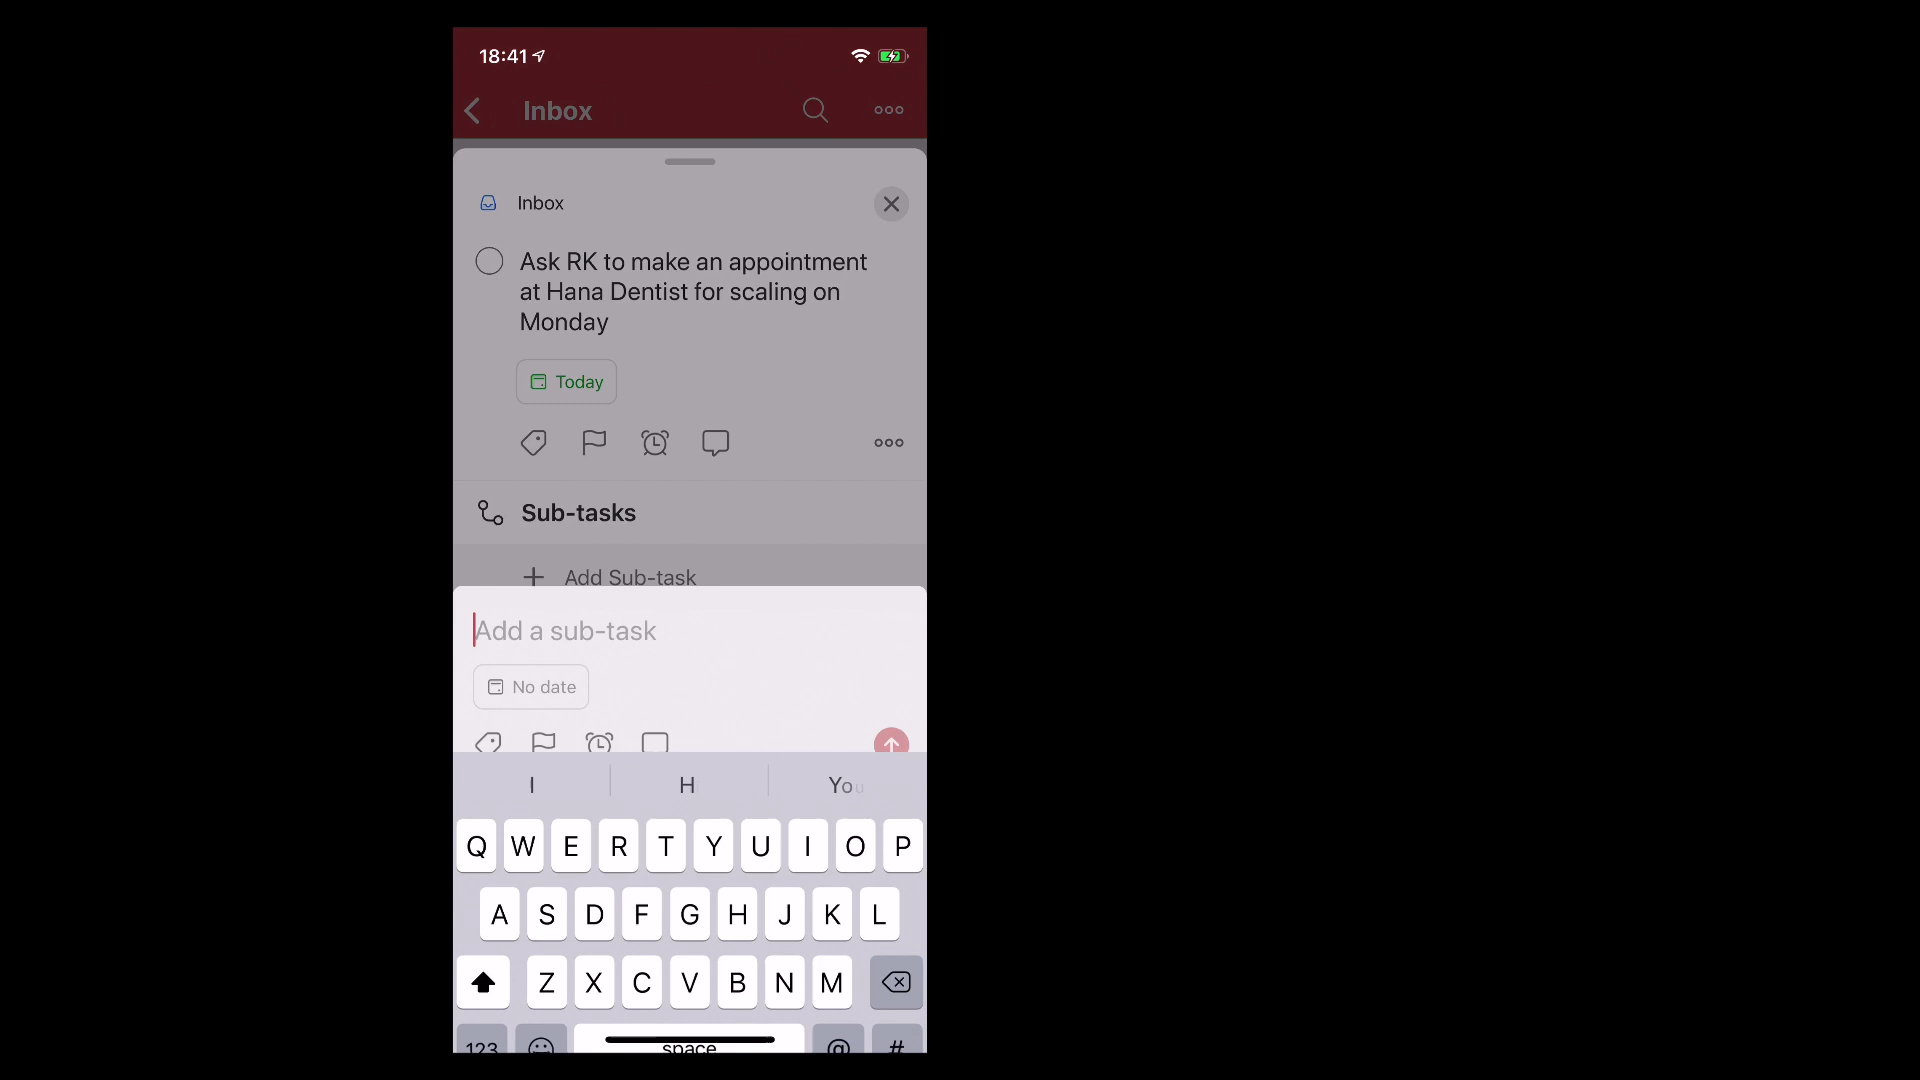 18:41
Inbox
Inbox
Ask RK to make an appointment
at Hana Dentist for scaling on
Monday
Today
Sub-tasks
Add Sub-task
Add a sub-task
No date
I H You
Q W E R T Y U I O P
A S D F G H J K L
Z X C V B N M
123 space @ #